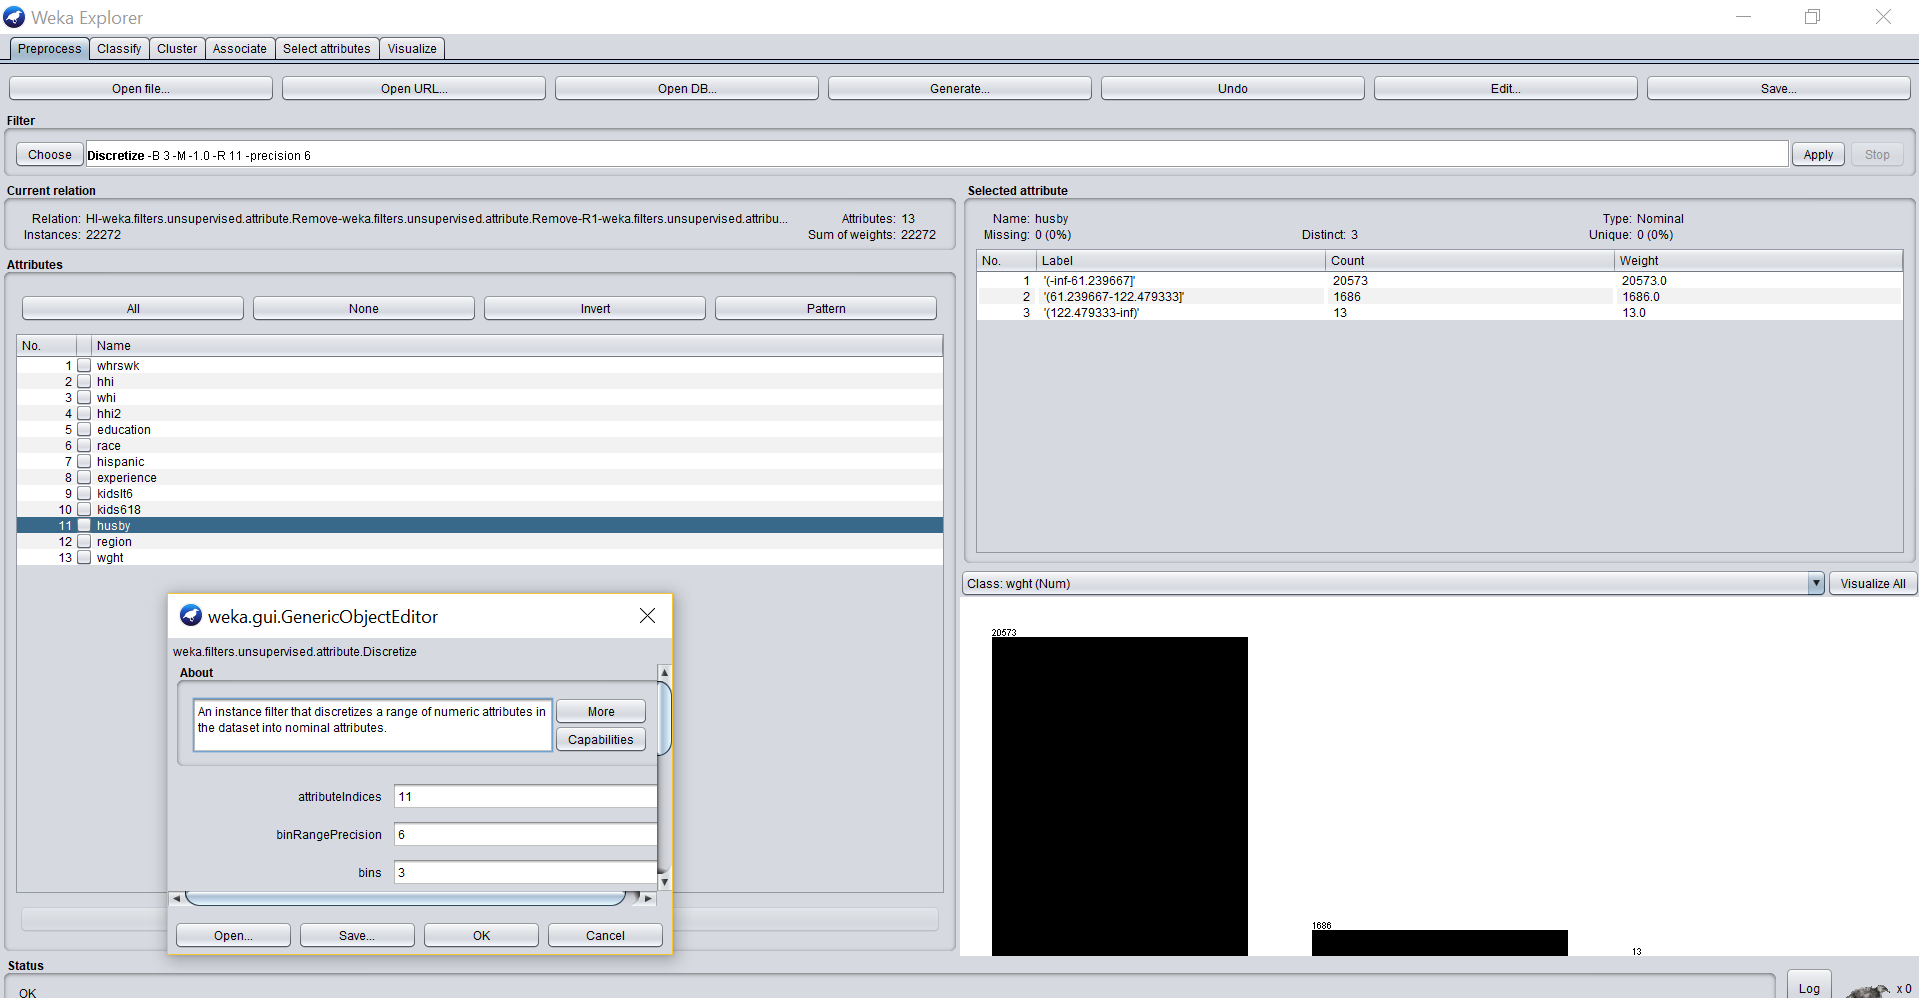 Weka Explorer
Preprocess Classify Cluster Associate Select attributes Visualize
Open file... Open URL... Open DB... Generate... Undo Edit... Save...
Filter
Choose Discretize -B 3 -M -1.0 -R 11 -precision 6 Apply Stop
Current relation
Relation: HI-weka.filters.unsupervised.attribute.Remove-weka.filters.unsupervised.attribute.Remove-R1-weka.filters.unsupervised.attribu... Attributes: 13
Instances: 22272 Sum of weights: 22272
Attributes
All None Invert Pattern
No. Name
1 whrswk
2 hhi
3 whi
4 hhi2
5 education
6 race
7 hispanic
8 experience
9 kidslt6
10 kids618
11 husby
12 region
13 wght
Selected attribute
Name: husby Type: Nominal
Missing: 0 (0%) Distinct: 3 Unique: 0 (0%)
No. Label Count Weight
1 '(-inf-61.239667]' 20573 20573.0
2 '(61.239667-122.479333]' 1686 1686.0
3 '(122.479333-inf)' 13 13.0
Class: wght (Num) Visualize All
20573
1686
13
weka.gui.GenericObjectEditor
weka.filters.unsupervised.attribute.Discretize
About
An instance filter that discretizes a range of numeric attributes in
the dataset into nominal attributes.
More
Capabilities
attributeIndices 11
binRangePrecision 6
bins 3
Open... Save... OK Cancel
Status
OK
Log x 0